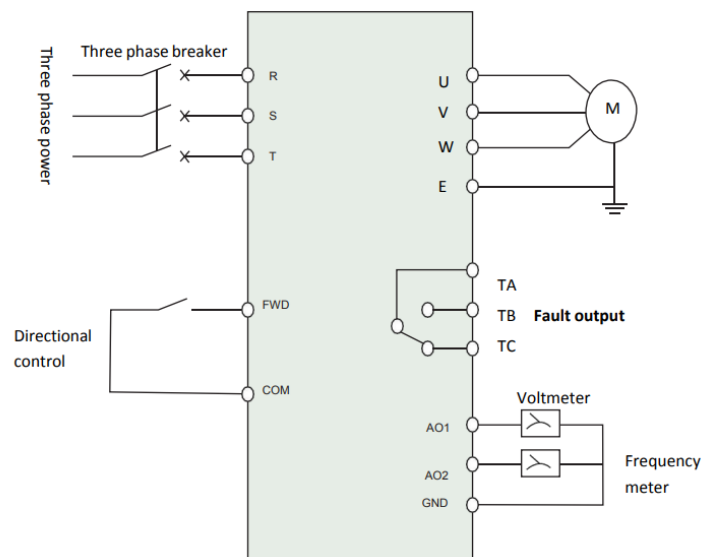 Three phase breaker
Three phase power
R
S
T
U
V
W
E
M
FWD
COM
Directional
control
TA
TB Fault output
TC
Voltmeter
AO1
AO2
GND
Frequency
meter